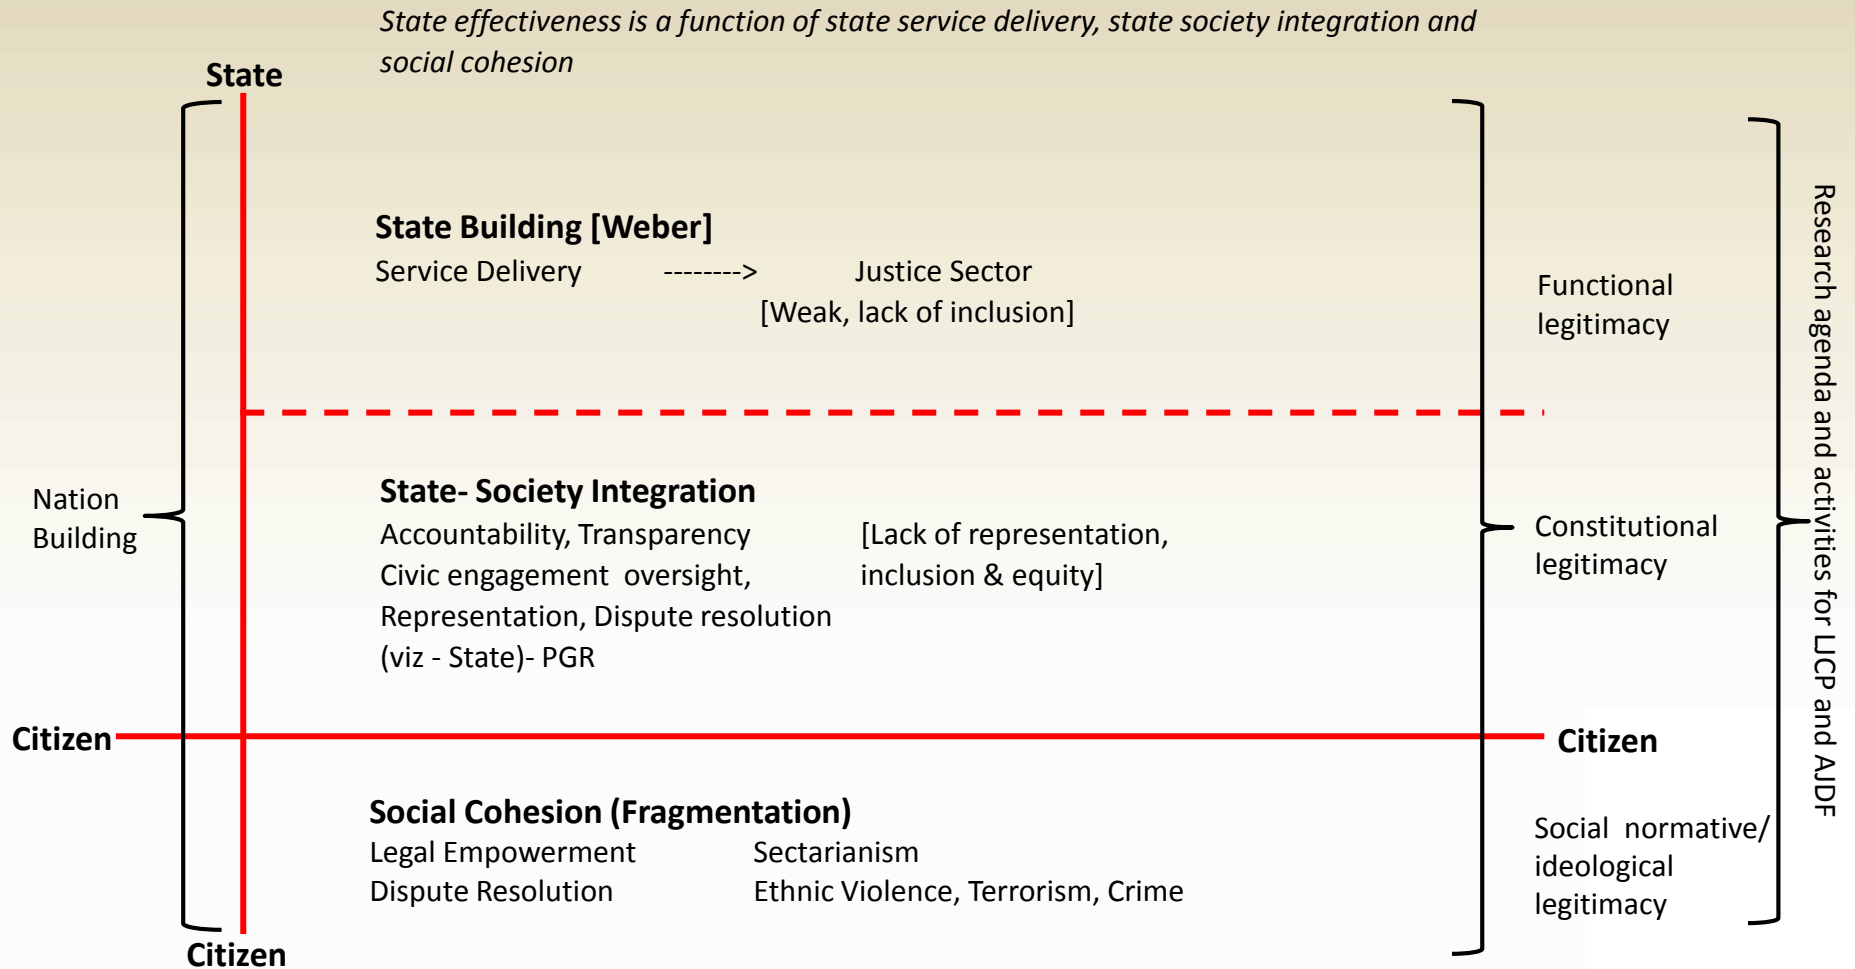 State effectiveness is a function of state service delivery, state society integration and
social cohesion
State
State Building [Weber]
Service Delivery --------> Justice Sector
[Weak, lack of inclusion]
Functional
legitimacy
Nation
Building
State- Society Integration
Accountability, Transparency [Lack of representation,
Civic engagement oversight, inclusion & equity]
Representation, Dispute resolution
(viz - State)- PGR
Constitutional
legitimacy
Citizen
Citizen
Social Cohesion (Fragmentation)
Legal Empowerment Sectarianism
Dispute Resolution Ethnic Violence, Terrorism, Crime
Social normative/
ideological
legitimacy
Citizen
Research agenda and activities for LJCP and AJDF